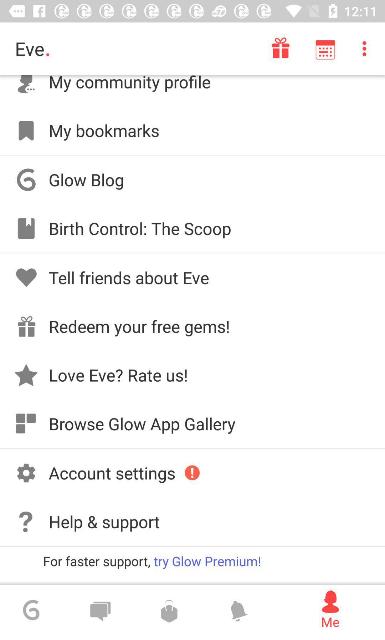 12:11
Eve.
My community profile
My bookmarks
Glow Blog
Birth Control: The Scoop
Tell friends about Eve
Redeem your free gems!
Love Eve? Rate us!
Browse Glow App Gallery
Account settings
Help & support
For faster support, try Glow Premium!
Me